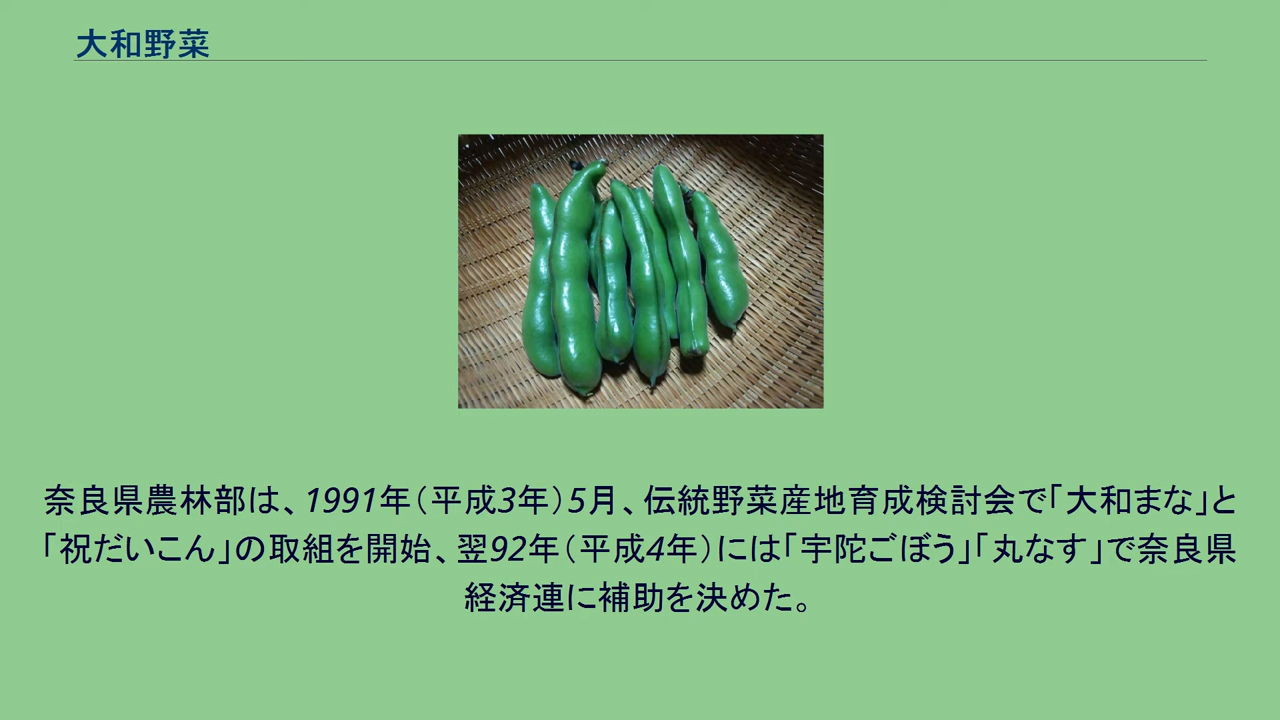 大和野菜
奈良県農林部は、1991年（平成3年）5月、伝統野菜産地育成検討会で「大和まな」と
「祝だいこん」の取組を開始、翌92年（平成4年）には「宇陀ごぼう」「丸なす」で奈良県
経済連に補助を決めた。